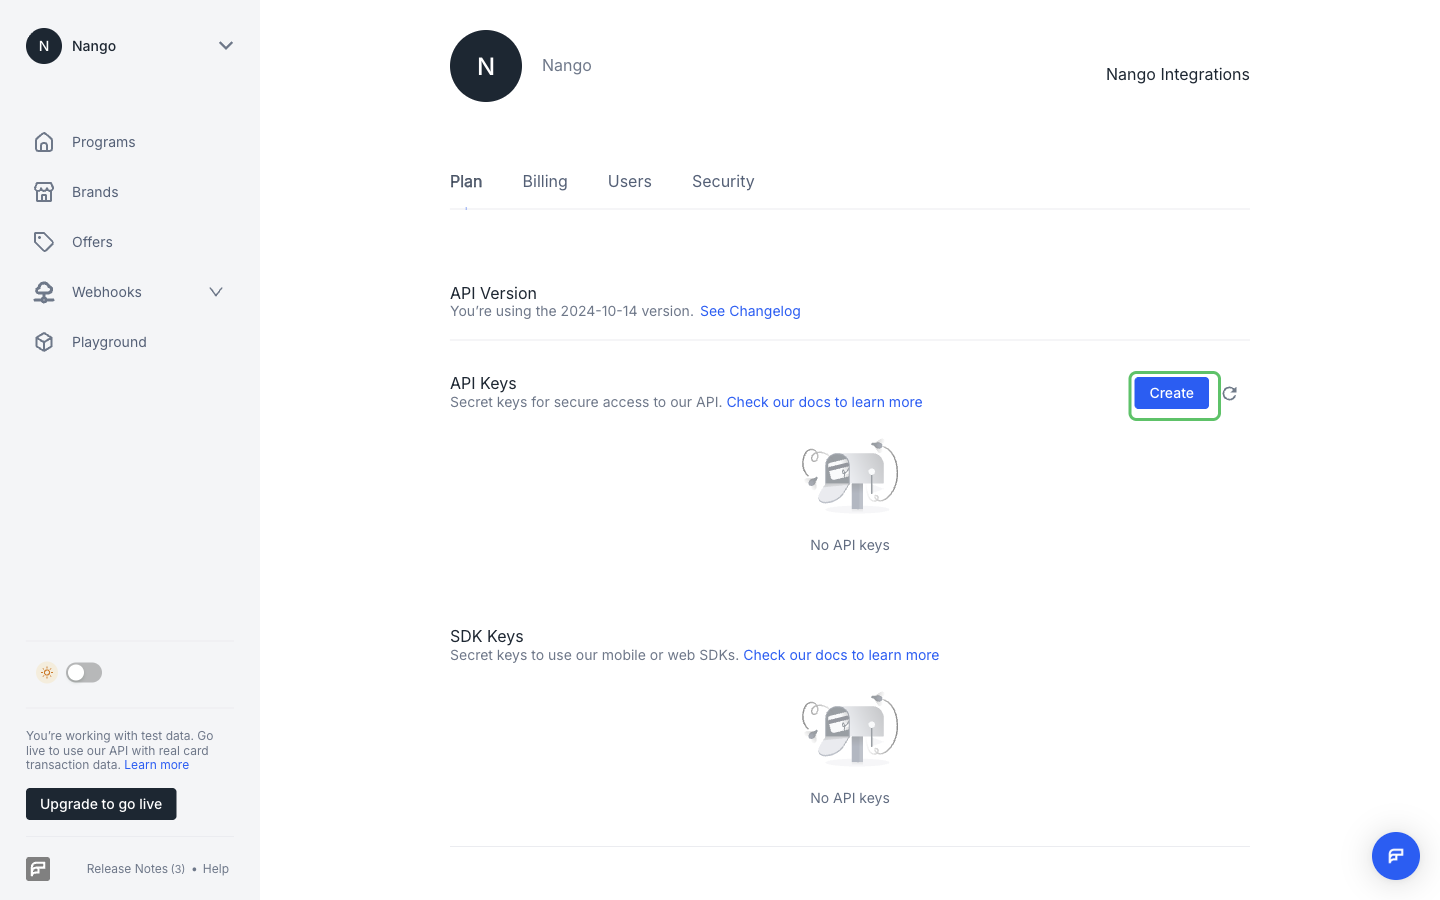 N Nango
Programs
Brands
Offers
Webhooks
Playground
You're working with test data. Go
live to use our API with real card
transaction data. Learn more
Upgrade to go live
Release Notes (3) • Help
N Nango
Nango Integrations
Plan Billing Users Security
API Version
You're using the 2024-10-14 version. See Changelog
API Keys
Secret keys for secure access to our API. Check our docs to learn more
Create
No API keys
SDK Keys
Secret keys to use our mobile or web SDKs. Check our docs to learn more
No API keys